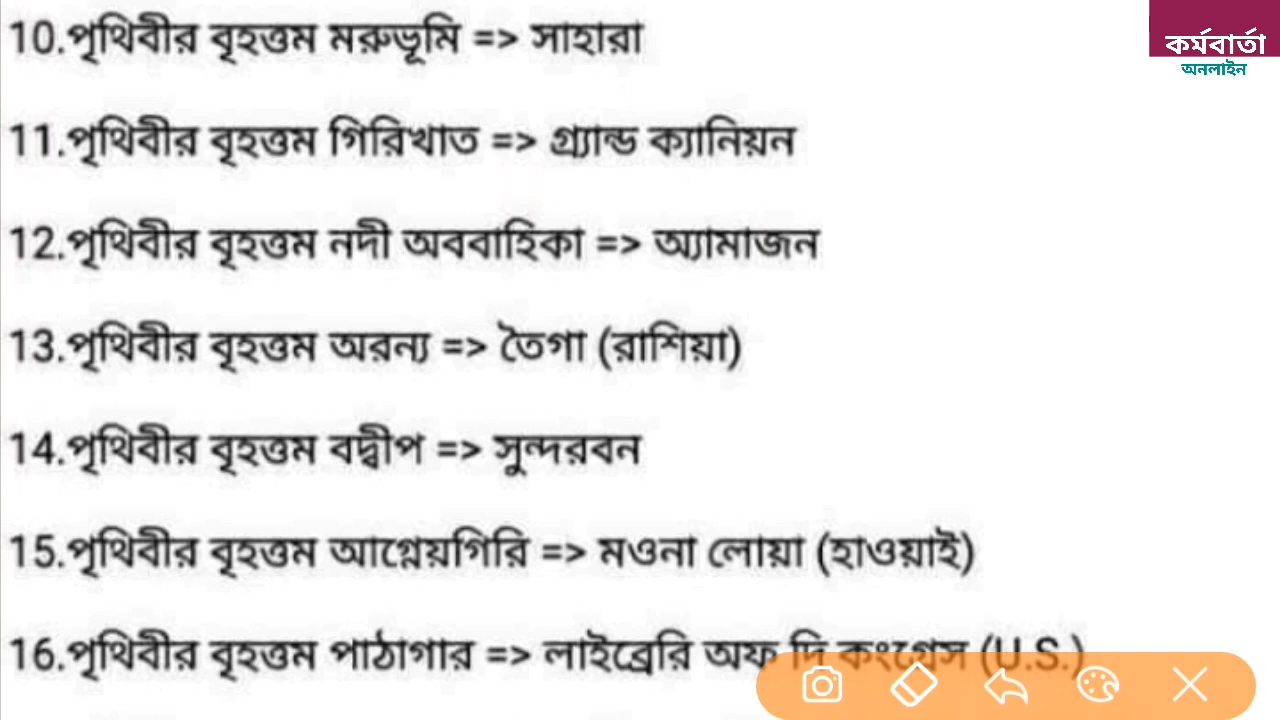 10.পৃথিবীর বৃহত্তম মরুভূমি => সাহারা
কর্মবার্তা
অনলাইন
11.পৃথিবীর বৃহত্তম গিরিখাত => গ্র্যান্ড ক্যানিয়ন
12.পৃথিবীর বৃহত্তম নদী অববাহিকা => অ্যামাজন
13.পৃথিবীর বৃহত্তম অরন্য => তৈগা (রাশিয়া)
14.পৃথিবীর বৃহত্তম বদ্বীপ => সুন্দরবন
15.পৃথিবীর বৃহত্তম আগ্নেয়গিরি => মওনা লোয়া (হাওয়াই)
16.পৃথিবীর বৃহত্তম পাঠাগার => লাইব্রেরি অফ দি কংগ্রেস (U.S.)